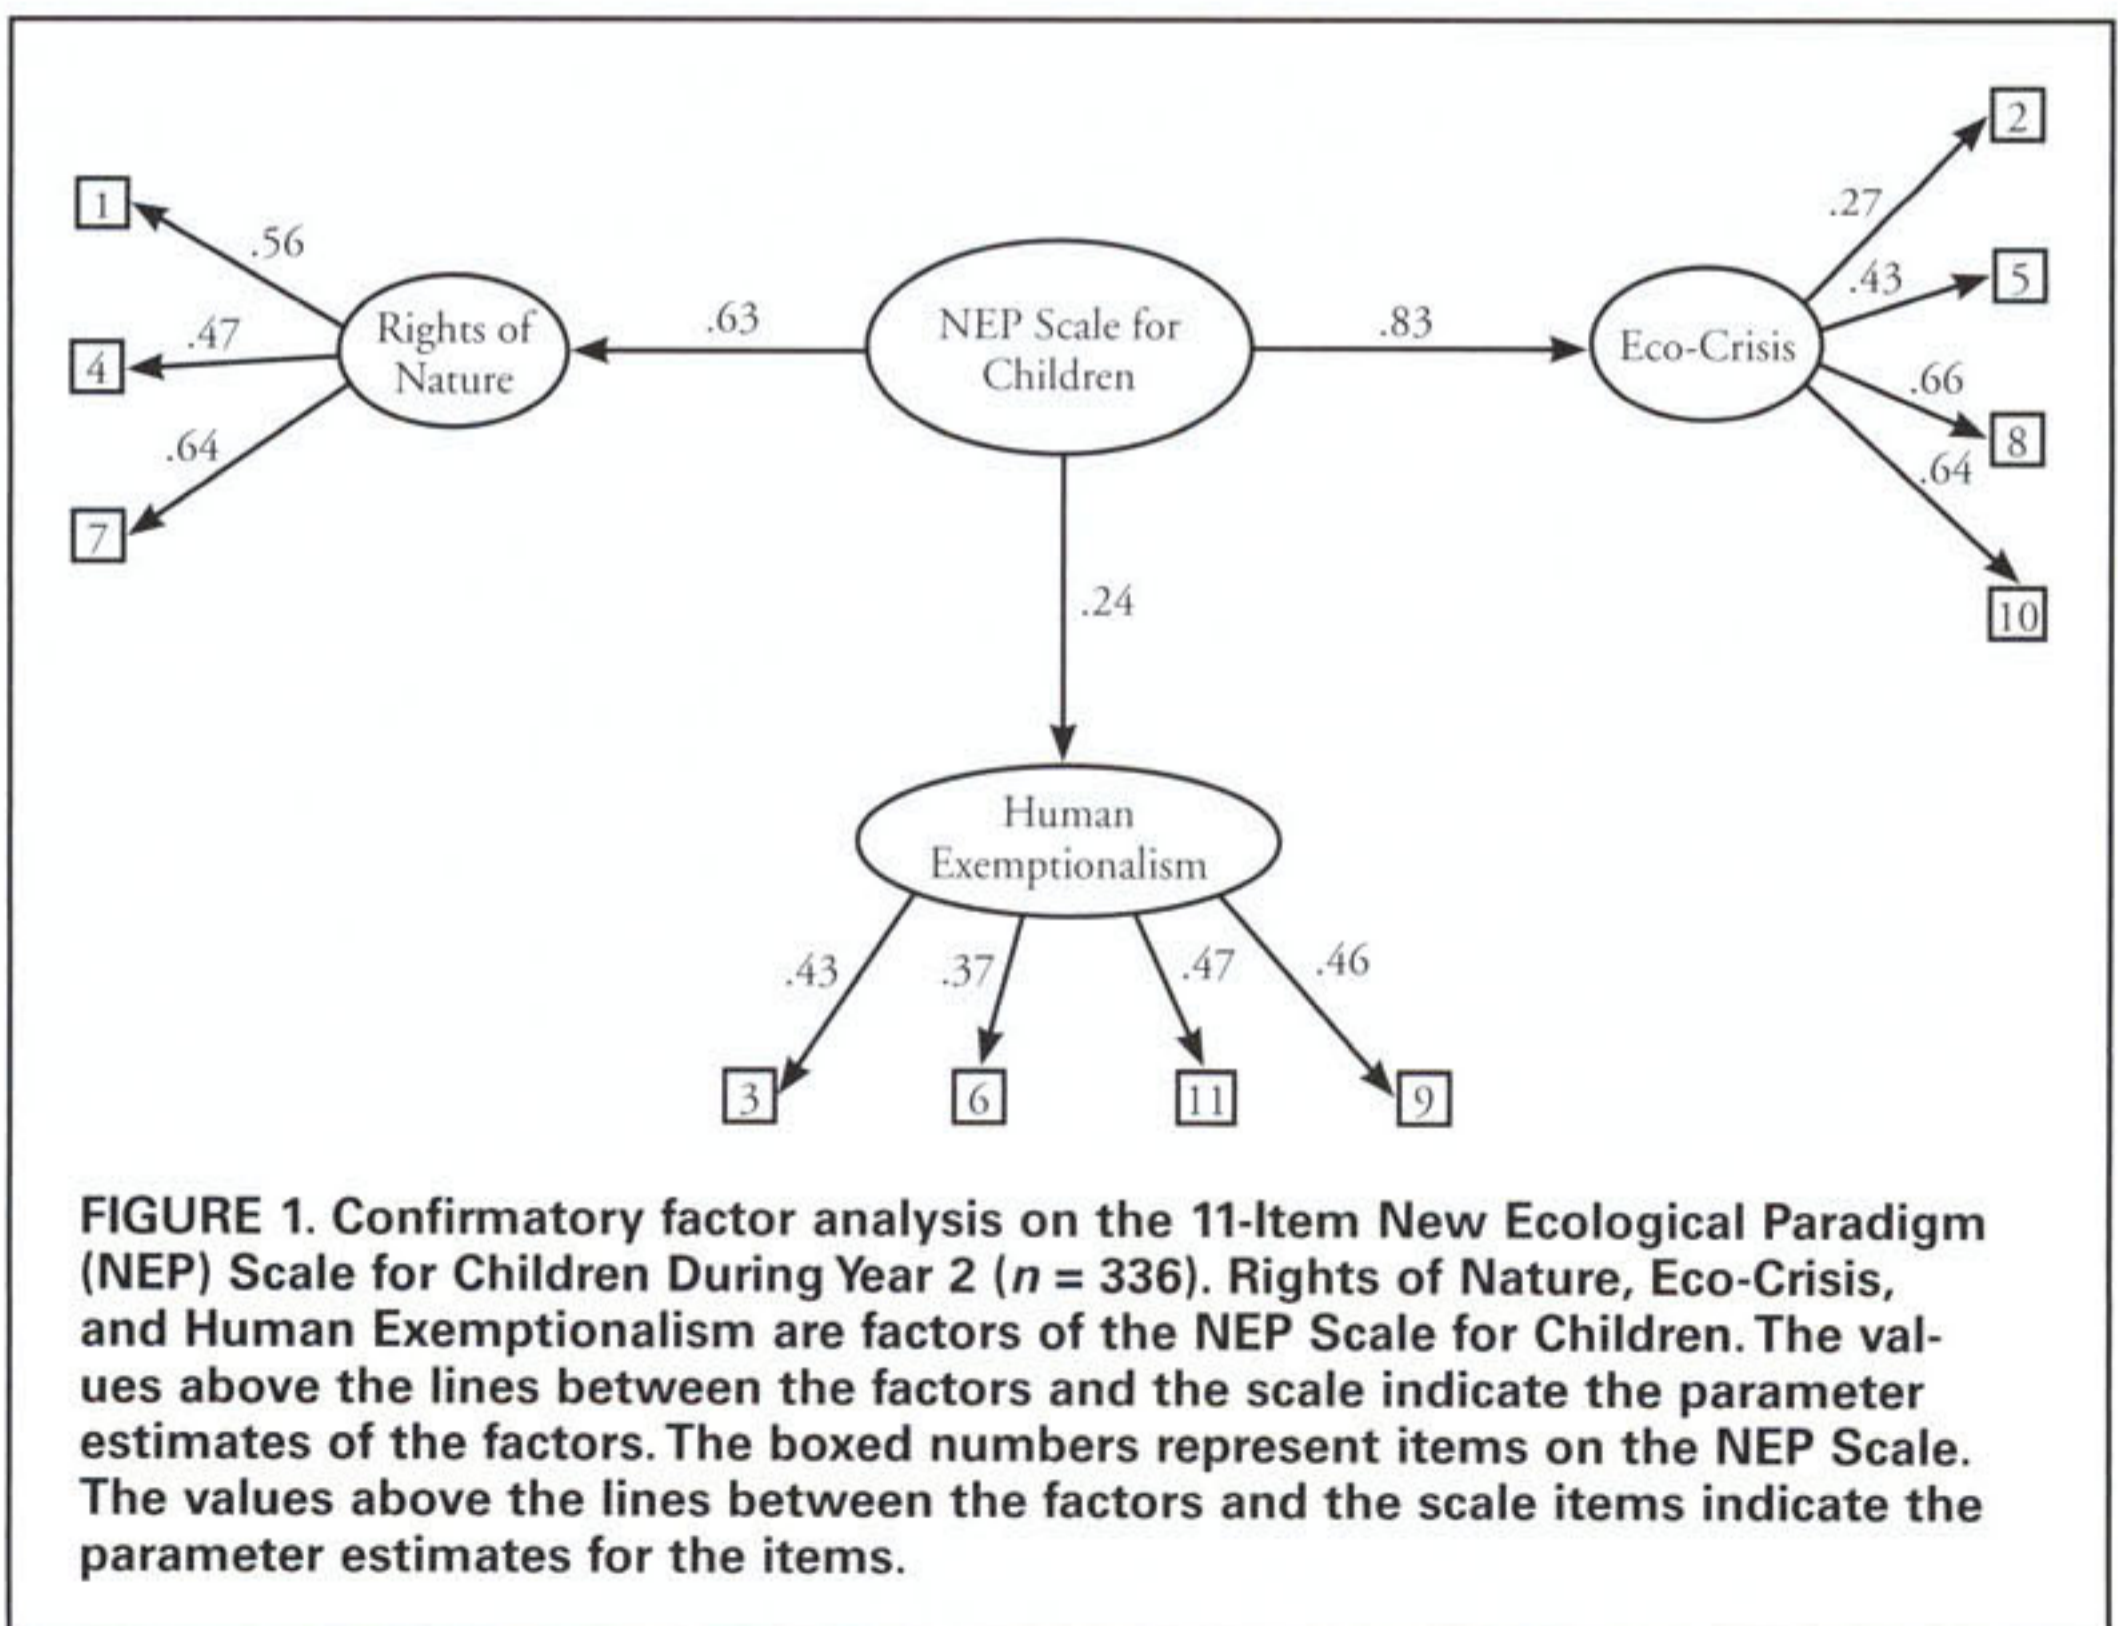 2
1
.27
.56
5
.43
Rights of
Nature
.63
NEP Scale for
Children
.83
Eco-Crisis
.47
4
.66
8
.64
.64
7
10
.24
Human
Exemptionalism
.43
.37
.47
.46
3
6
11
9
FIGURE 1. Confirmatory factor analysis on the 11-Item New Ecological Paradigm
(NEP) Scale for Children During Year 2 (n = 336). Rights of Nature, Eco-Crisis,
and Human Exemptionalism are factors of the NEP Scale for Children. The val-
ues above the lines between the factors and the scale indicate the parameter
estimates of the factors. The boxed numbers represent items on the NEP Scale.
The values above the lines between the factors and the scale items indicate the
parameter estimates for the items.